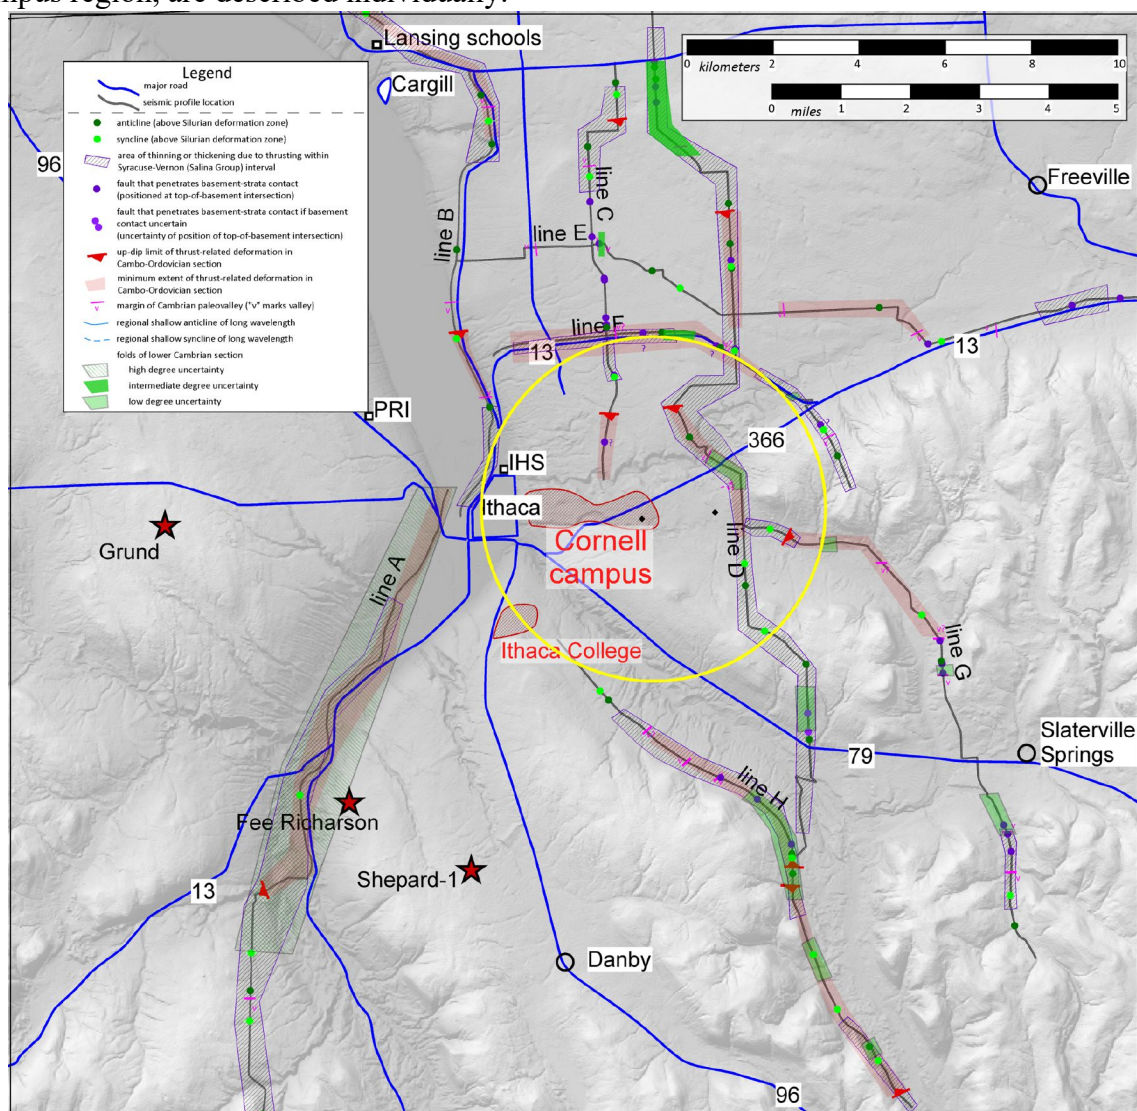 npus region, are described individually.
Lansing schools
Cargill
0 kilometers 2 4 6 8 10
0 miles 1 2 3 4 5
Legend
major road
seismic profile location
anticline (above Silurian deformation zone)
syncline (above Silurian deformation zone)
area of thinning or thickening due to thrusting within
Syracuse-Vernon (Salina Group) interval
fault that penetrates basement-strata contact
(positioned at top-of-basement intersection)
fault that penetrates basement-strata contact if basement
contact uncertain
(uncertainty of position of top-of-basement intersection)
up-dip limit of thrust-related deformation in
Cambo-Ordovician section
minimum extent of thrust-related deformation in
Cambo-Ordovician section
margin of Cambrian paleovalley ("v" marks valley)
regional shallow anticline of long wavelength
regional shallow syncline of long wavelength
folds of lower Cambrian section
high degree uncertainty
intermediate degree uncertainty
low degree uncertainty
96
Freeville
line B
line C
line E
line F
13
13
PRI
366
IHS
Ithaca
Grund
Cornell
campus
line D
line A
Ithaca College
line G
Slaterville
Springs
79
line H
Fee Richarson
Shepard-1
13
Danby
96